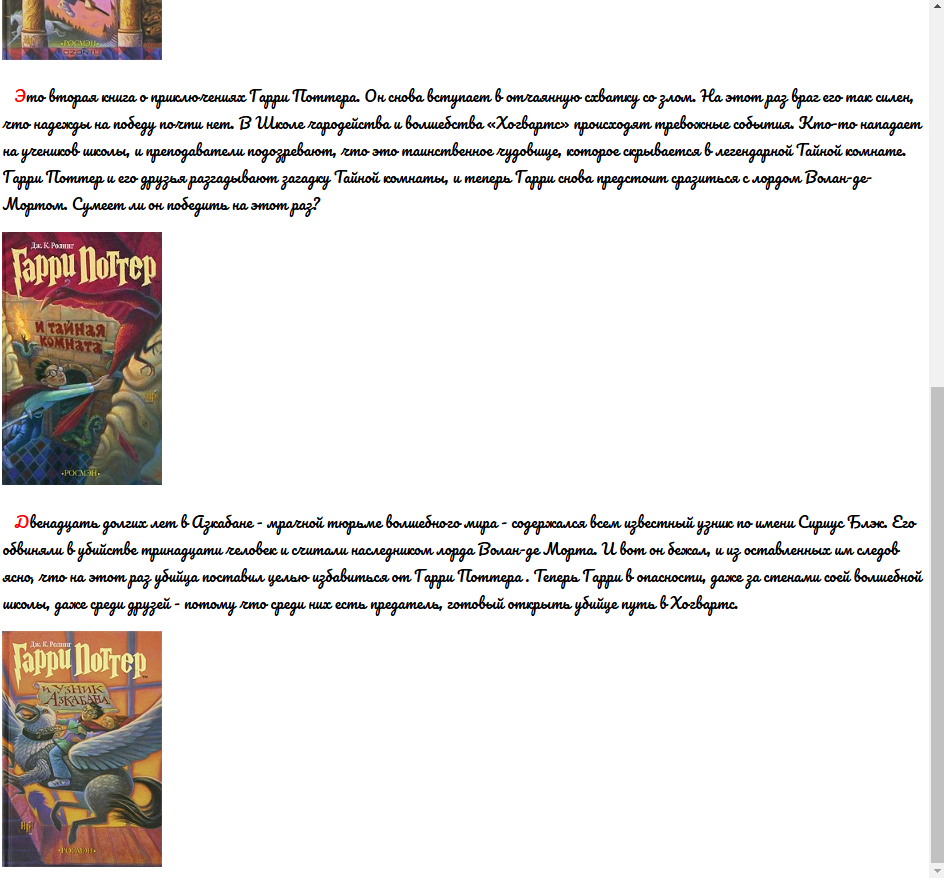 РОСМЭН
OZON.RU
Это вторая книга о приключениях Гарри Поттера. Он снова вступает в отчаянную схватку со злом. На этот раз враг его так силен,
что надежды на победу почти нет. В Школе чародейства и волшебства «Хогвартс» происходят тревожные события. Кто-то нападает
на учеников школы, и преподаватели подозревают, что это таинственное чудовище, которое скрывается в легендарной Тайной комнате.
Гарри Поттер и его друзья разгадывают загадку Тайной комнаты, и теперь Гарри снова предстоит сразиться с лордом Волан-де-
Мортом. Сумеет ли он победить на этот раз?
Дж. К. Ролинг
Гарри Поттер
и тайная
комната
·РОСМЭН·
Двенадцать долгих лет в Азкабане - мрачной тюрьме волшебного мира - содержался всем известный узник по имени Сириус Блэк. Его
обвиняли в убийстве тринадцати человек и считали наследником лорда Волан-де Морта. И вот он бежал, и из оставленных им следов
ясно, что на этот раз убийца поставил целью избавиться от Гарри Поттера . Теперь Гарри в опасности, даже за стенами соей волшебной
школы, даже среди друзей - потому что среди них есть предатель, готовый открыть убийце путь в Хогвартс.
Дж. К. Ролинг
Гарри Поттер
и узник
Азкабана
·РОСМЭН·